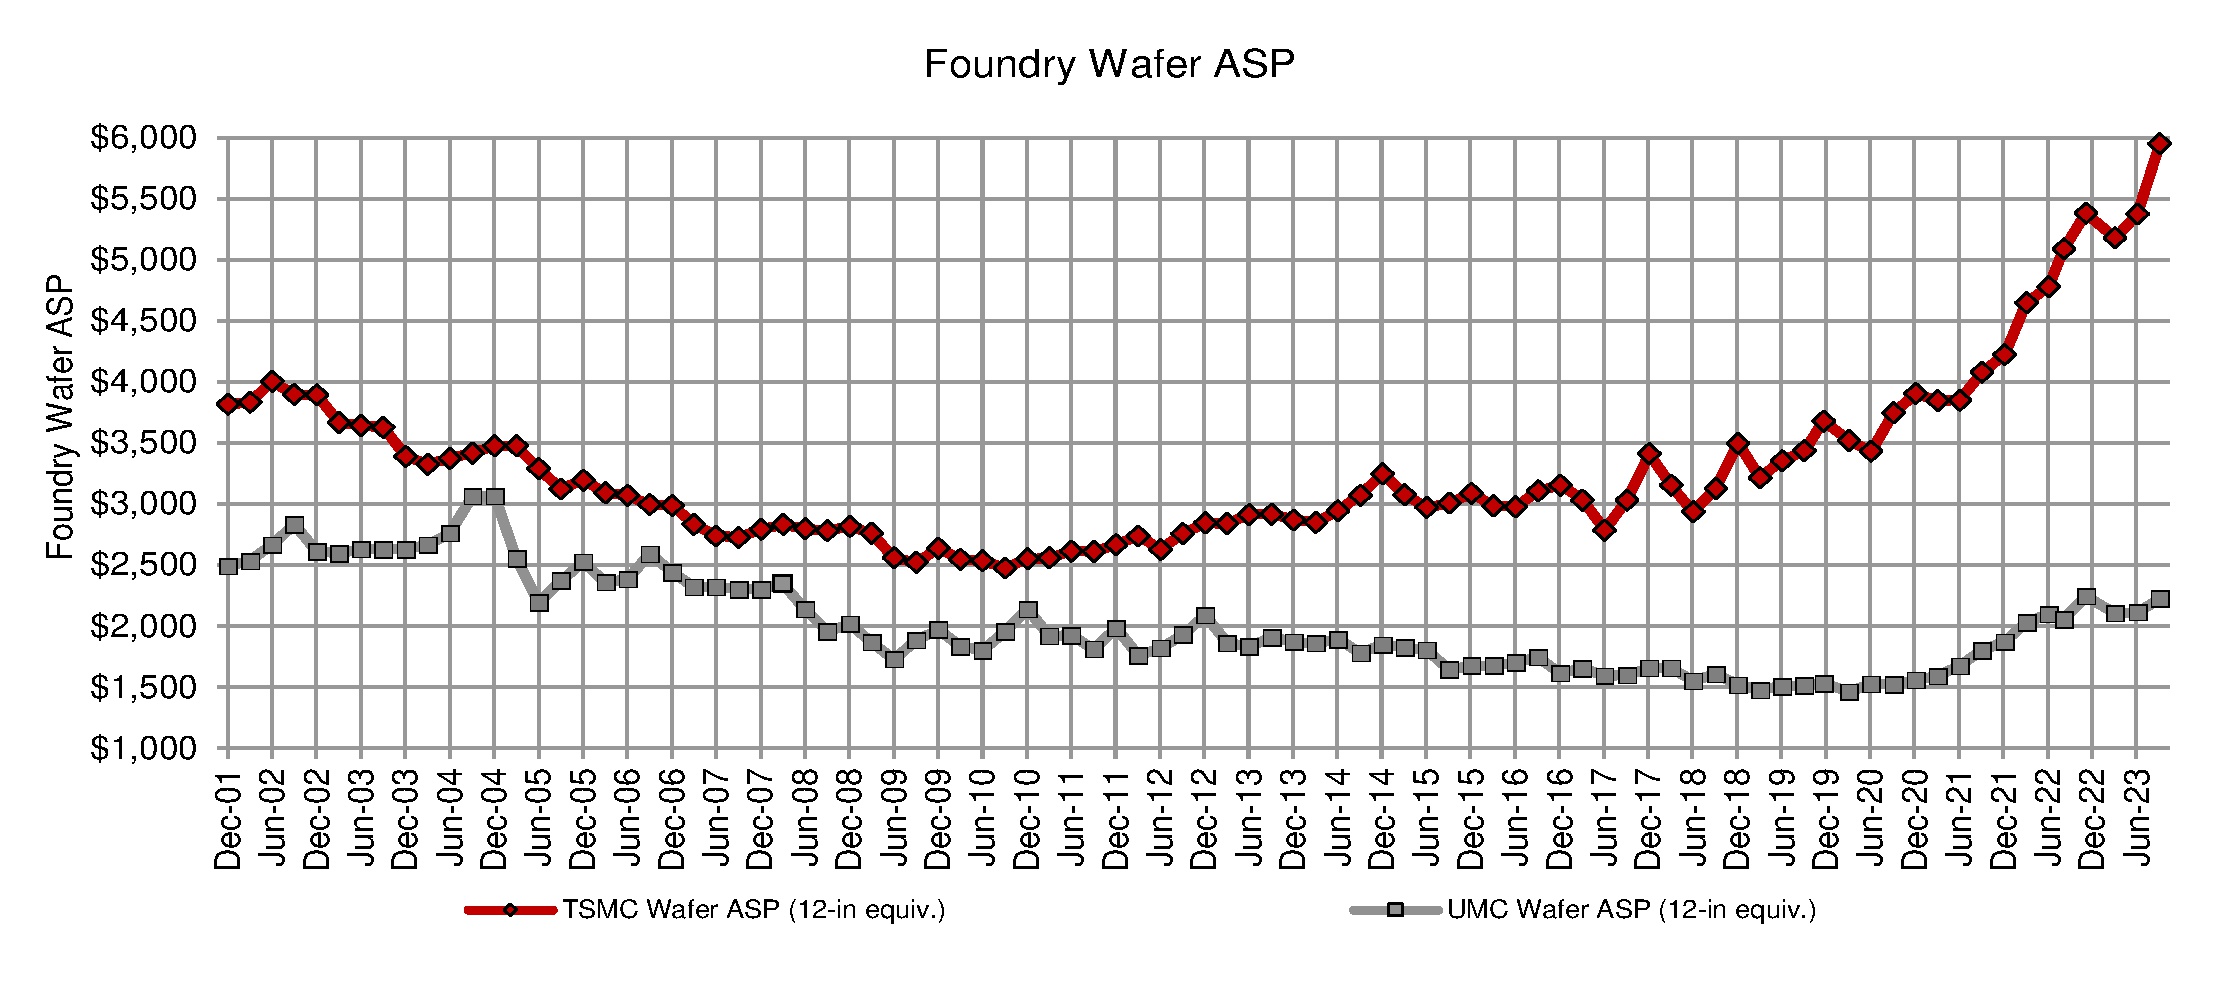 Foundry Wafer ASP
Foundry Wafer ASP
$6,000
$5,500
$5,000
$4,500
$4,000
$3,500
$3,000
$2,500
$2,000
$1,500
$1,000
Dec-01
Jun-02
Dec-02
Jun-03
Dec-03
Jun-04
Dec-04
Jun-05
Dec-05
Jun-06
Dec-06
Jun-07
Dec-07
Jun-08
Dec-08
Jun-09
Dec-09
Jun-10
Dec-10
Jun-11
Dec-11
Jun-12
Dec-12
Jun-13
Dec-13
Jun-14
Dec-14
Jun-15
Dec-15
Jun-16
Dec-16
Jun-17
Dec-17
Jun-18
Dec-18
Jun-19
Dec-19
Jun-20
Dec-20
Jun-21
Dec-21
Jun-22
Dec-22
Jun-23
TSMC Wafer ASP (12-in equiv.)
UMC Wafer ASP (12-in equiv.)